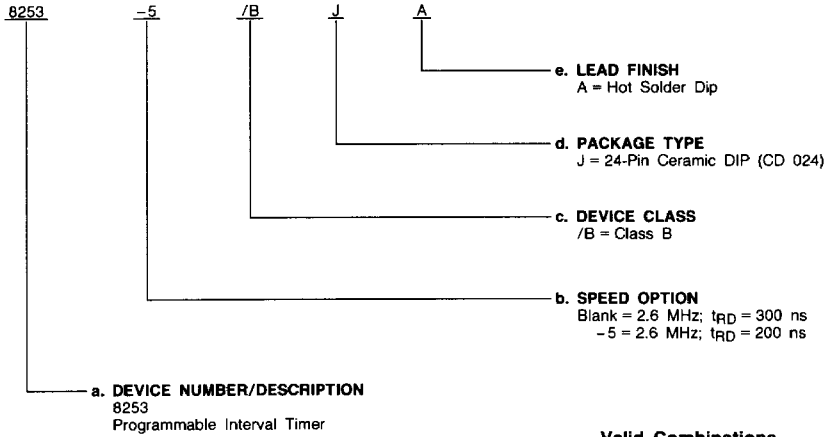 8253 -5 /B J A
e. LEAD FINISH
A = Hot Solder Dip
d. PACKAGE TYPE
J = 24-Pin Ceramic DIP (CD 024)
c. DEVICE CLASS
/B = Class B
b. SPEED OPTION
Blank = 2.6 MHz; tRD = 300 ns
-5 = 2.6 MHz; tRD = 200 ns
a. DEVICE NUMBER/DESCRIPTION
8253
Programmable Interval Timer
Valid Combinations